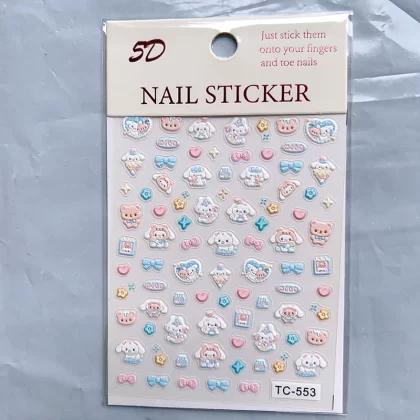 5D
Just stick them
onto your fingers
and toe nails
NAIL STICKER
TC-553